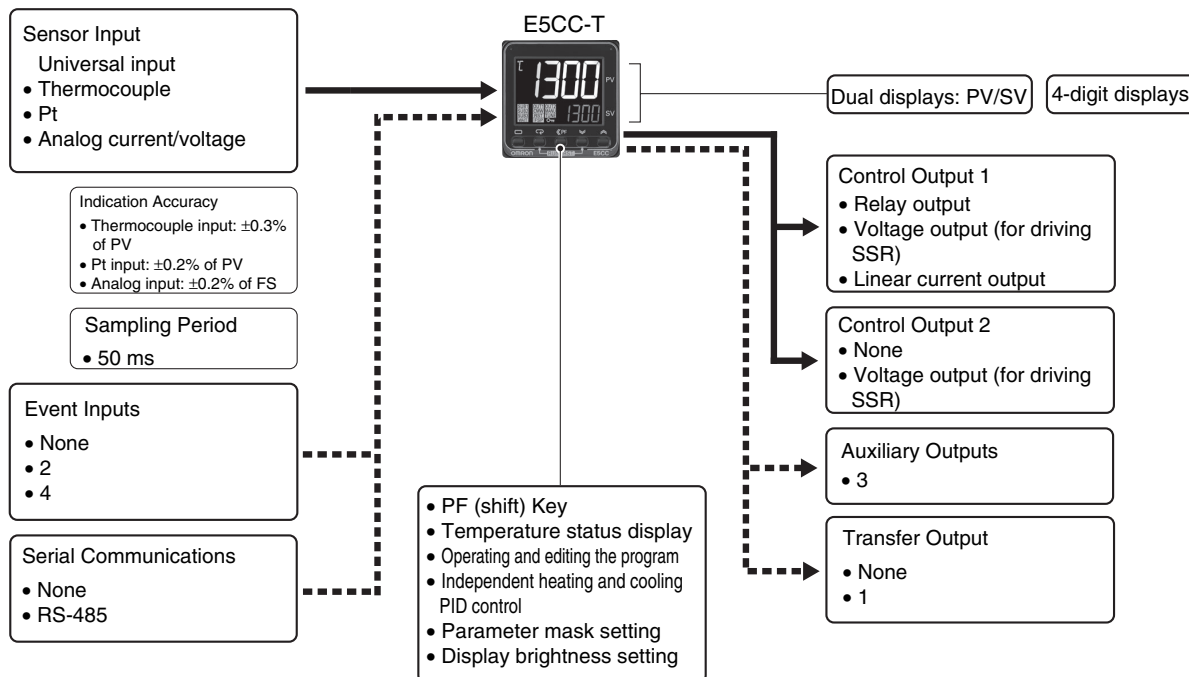 Sensor Input
Universal input
• Thermocouple
• Pt
• Analog current/voltage
Indication Accuracy
• Thermocouple input: ±0.3%
of PV
• Pt input: ±0.2% of PV
• Analog input: ±0.2% of FS
Sampling Period
• 50 ms
Event Inputs
• None
• 2
• 4
Serial Communications
• None
• RS-485
E5CC-T
1300
PV
1300
SV
PF
OMRON
E5CC
• PF (shift) Key
• Temperature status display
• Operating and editing the program
• Independent heating and cooling
PID control
• Parameter mask setting
• Display brightness setting
Dual displays: PV/SV
4-digit displays
Control Output 1
• Relay output
• Voltage output (for driving
SSR)
• Linear current output
Control Output 2
• None
• Voltage output (for driving
SSR)
Auxiliary Outputs
• 3
Transfer Output
• None
• 1